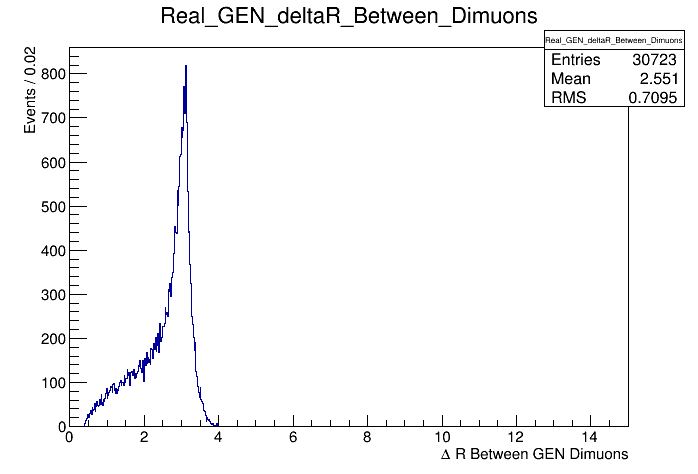 Real_GEN_deltaR_Between_Dimuons
Real_GEN_deltaR_Between_Dimuons
Entries 30723
Mean 2.551
RMS 0.7095
Events / 0.02
800
700
600
500
400
300
200
100
0
0 2 4 6 8 10 12 14
Δ R Between GEN Dimuons